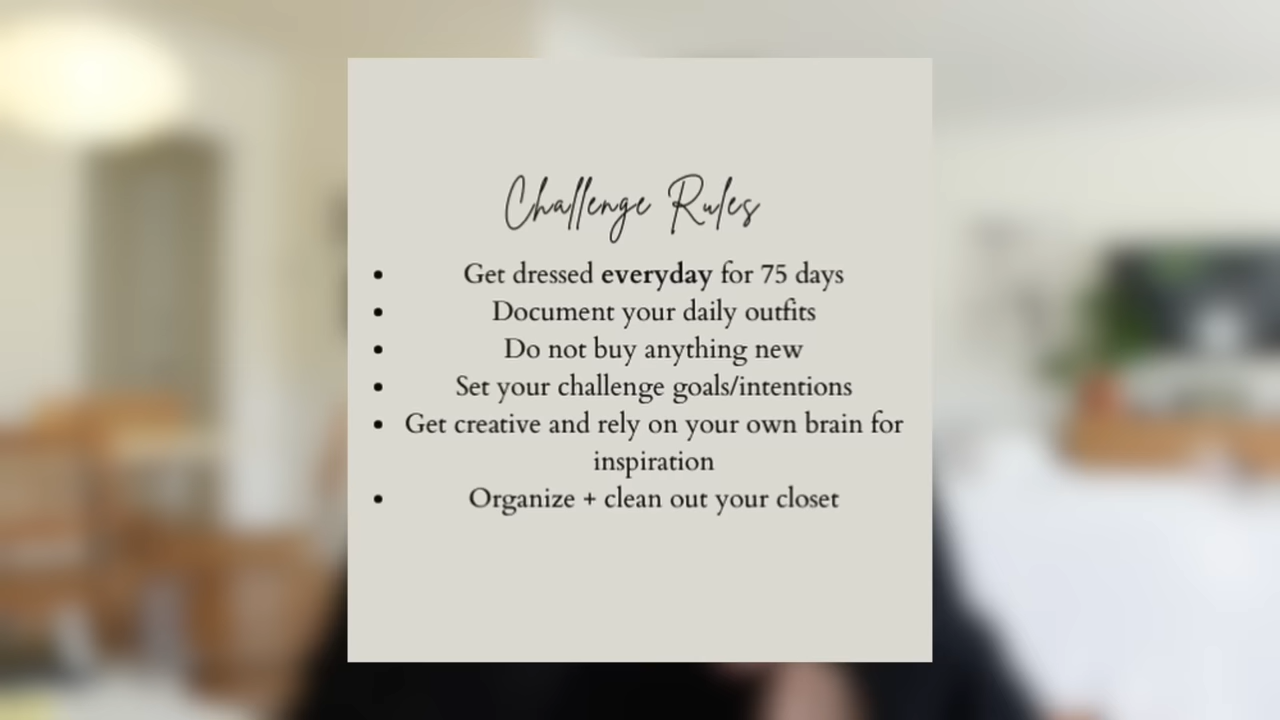 Challenge Rules
• Get dressed everyday for 75 days
• Document your daily outfits
• Do not buy anything new
• Set your challenge goals/intentions
• Get creative and rely on your own brain for
inspiration
• Organize + clean out your closet